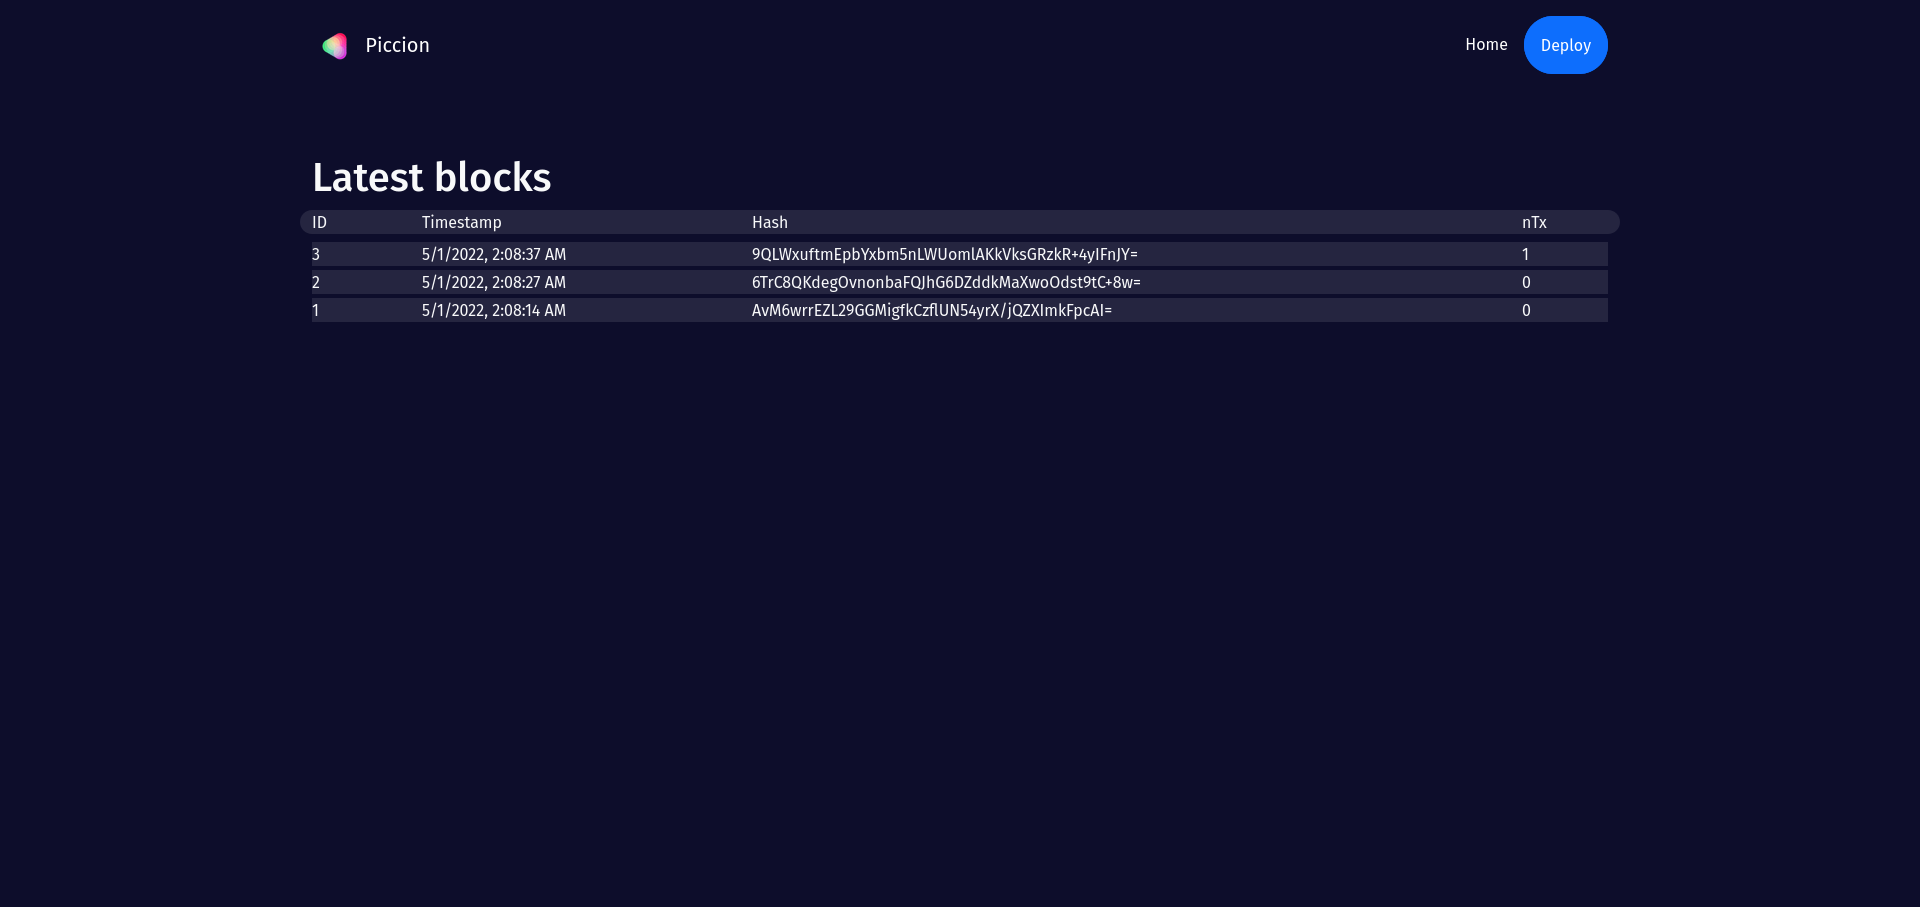 Piccion
Home
Deploy
Latest blocks
ID Timestamp Hash nTx
3 5/1/2022, 2:08:37 AM 9QLWxuftmEpbYxbm5nLWUomlAKkVksGRzkR+4yIFnJY= 1
2 5/1/2022, 2:08:27 AM 6TrC8QKdegOvnonbaFQJhG6DZddkMaXwoOdst9tC+8w= 0
1 5/1/2022, 2:08:14 AM AvM6wrrEZL29GGMigfkCzflUN54yrX/jQZXImkFpcAI= 0